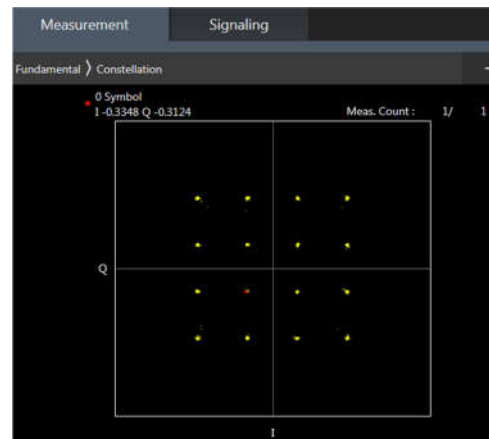 Measurement Signaling
Fundamental 〉 Constellation
0 Symbol
I -0.3348 Q -0.3124 Meas. Count : 1/ 1
Q
I